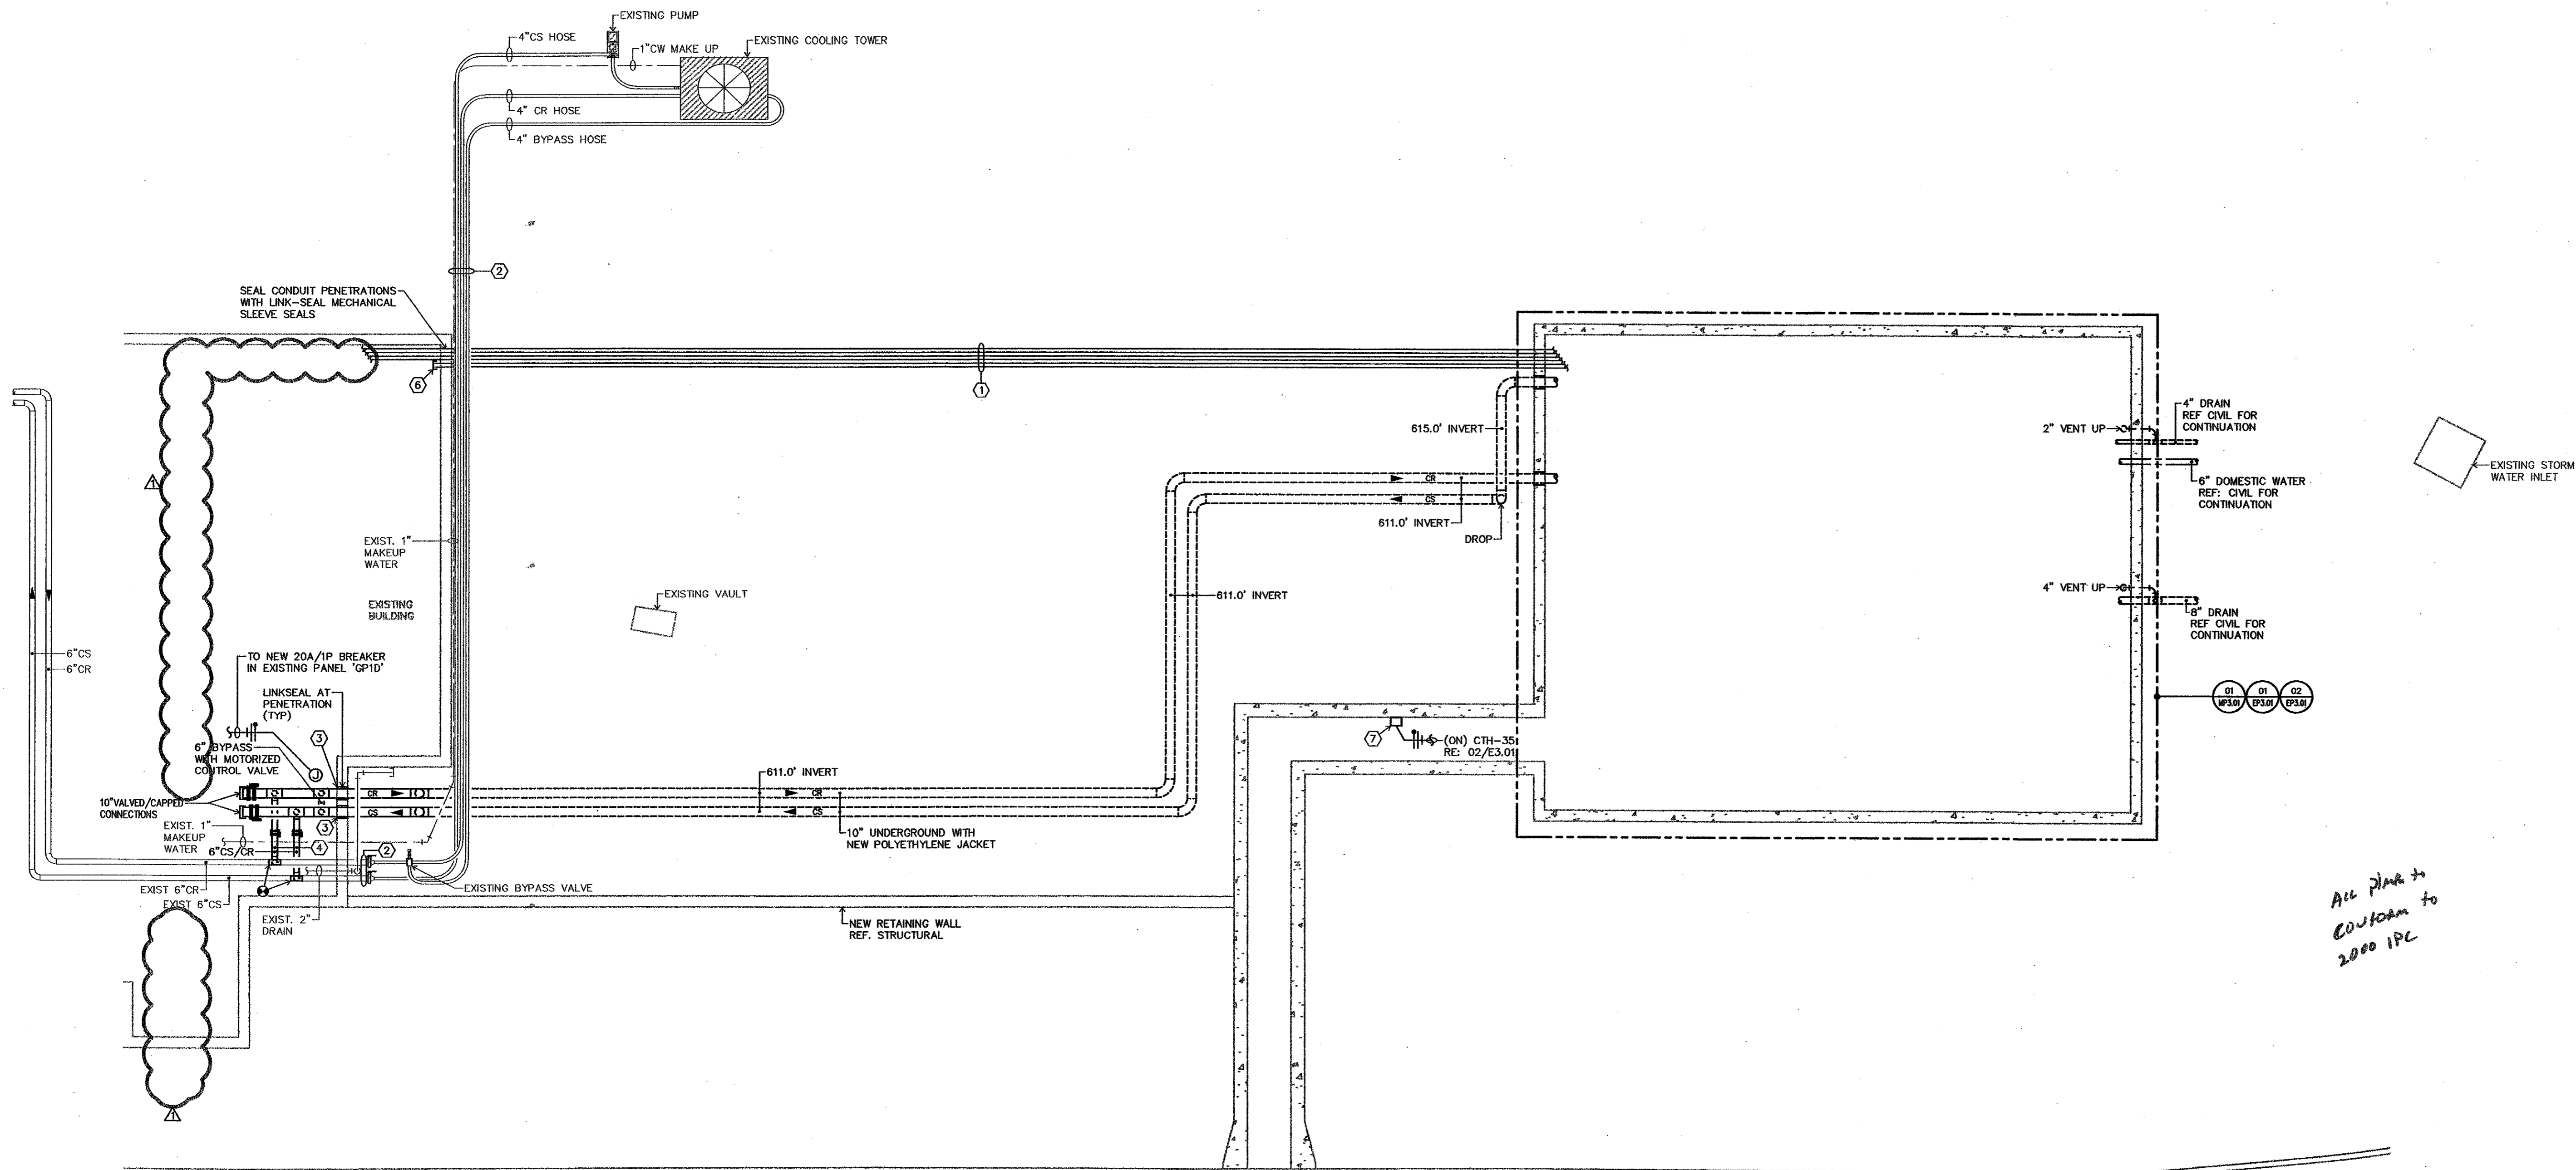 EXISTING PUMP
4"CS HOSE
1"CW MAKE UP
EXISTING COOLING TOWER
4" CR HOSE
4" BYPASS HOSE
2
SEAL CONDUIT PENETRATIONS
WITH LINK-SEAL MECHANICAL
SLEEVE SEALS
6
1
615.0' INVERT
4" DRAIN
REF CIVIL FOR
CONTINUATION
2" VENT UP
EXISTING STORM
WATER INLET
6" DOMESTIC WATER
REF: CIVIL FOR
CONTINUATION
1
CR
CS
611.0' INVERT
DROP
EXIST. 1"
MAKEUP
WATER
EXISTING
BUILDING
EXISTING VAULT
611.0' INVERT
4" VENT UP
8" DRAIN
REF CIVIL FOR
CONTINUATION
6"CS
6"CR
TO NEW 20A/1P BREAKER
IN EXISTING PANEL 'GP1D'
LINKSEAL AT
PENETRATION
(TYP)
01
MP3.01
01
EP3.01
02
EP3.01
3
6" BYPASS
WITH MOTORIZED
CONTROL VALVE
J
7
(ON) CTH-35
RE: 02/E3.01
611.0' INVERT
CR
CR
CS
CS
10"VALVED/CAPPED
CONNECTIONS
3
EXIST. 1"
MAKEUP
WATER
6"CS/CR
4
2
10" UNDERGROUND WITH
NEW POLYETHYLENE JACKET
EXIST 6"CR
EXISTING BYPASS VALVE
EXIST 6"CS
EXIST. 2"
DRAIN
NEW RETAINING WALL
REF. STRUCTURAL
1
ALL
CONFORM to
2000 IPC